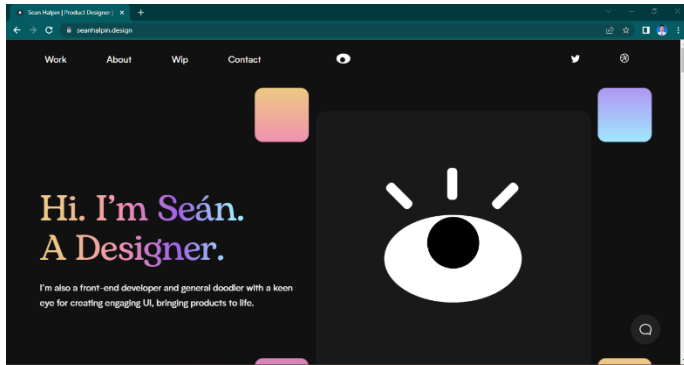 Sean Halpin | Product Designer |
seanhalpin.design
Work About Wip Contact
Hi. I'm Seán.
A Designer.
I'm also a front-end developer and general doodler with a keen
eye for creating engaging UI, bringing products to life.